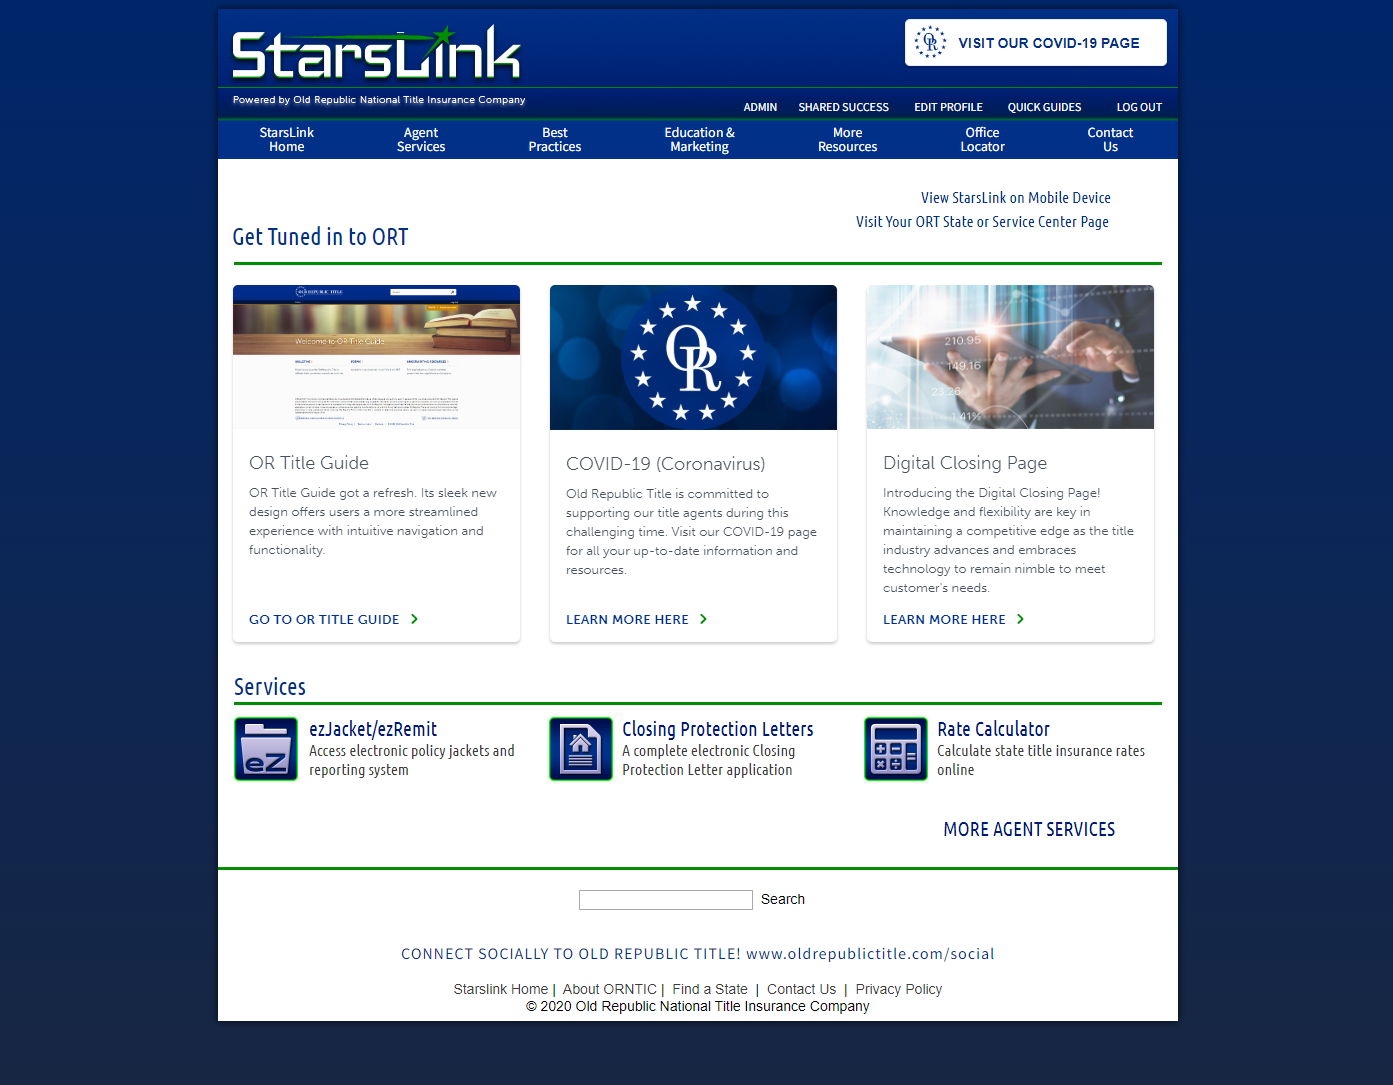 StarsLink
VISIT OUR COVID-19 PAGE
Powered by Old Republic National Title Insurance Company
ADMIN SHARED SUCCESS EDIT PROFILE QUICK GUIDES LOG OUT
StarsLink Home
Agent Services
Best Practices
Education & Marketing
More Resources
Office Locator
Contact Us
View StarsLink on Mobile Device
Visit Your ORT State or Service Center Page
Get Tuned in to ORT
Welcome to OR Title Guide
OR
210.95
149.16
23.26
1.41%
OR Title Guide
OR Title Guide got a refresh. Its sleek new
design offers users a more streamlined
experience with intuitive navigation and
functionality.
GO TO OR TITLE GUIDE
COVID-19 (Coronavirus)
Old Republic Title is committed to
supporting our title agents during this
challenging time. Visit our COVID-19 page
for all your up-to-date information and
resources.
LEARN MORE HERE
Digital Closing Page
Introducing the Digital Closing Page!
Knowledge and flexibility are key in
maintaining a competitive edge as the title
industry advances and embraces
technology to remain nimble to meet
customer's needs.
LEARN MORE HERE
Services
eZ
ezJacket/ezRemit
Access electronic policy jackets and
reporting system
Closing Protection Letters
A complete electronic Closing
Protection Letter application
Rate Calculator
Calculate state title insurance rates
online
MORE AGENT SERVICES
Search
CONNECT SOCIALLY TO OLD REPUBLIC TITLE! www.oldrepublictitle.com/social
Starslink Home | About ORNTIC | Find a State | Contact Us | Privacy Policy
© 2020 Old Republic National Title Insurance Company